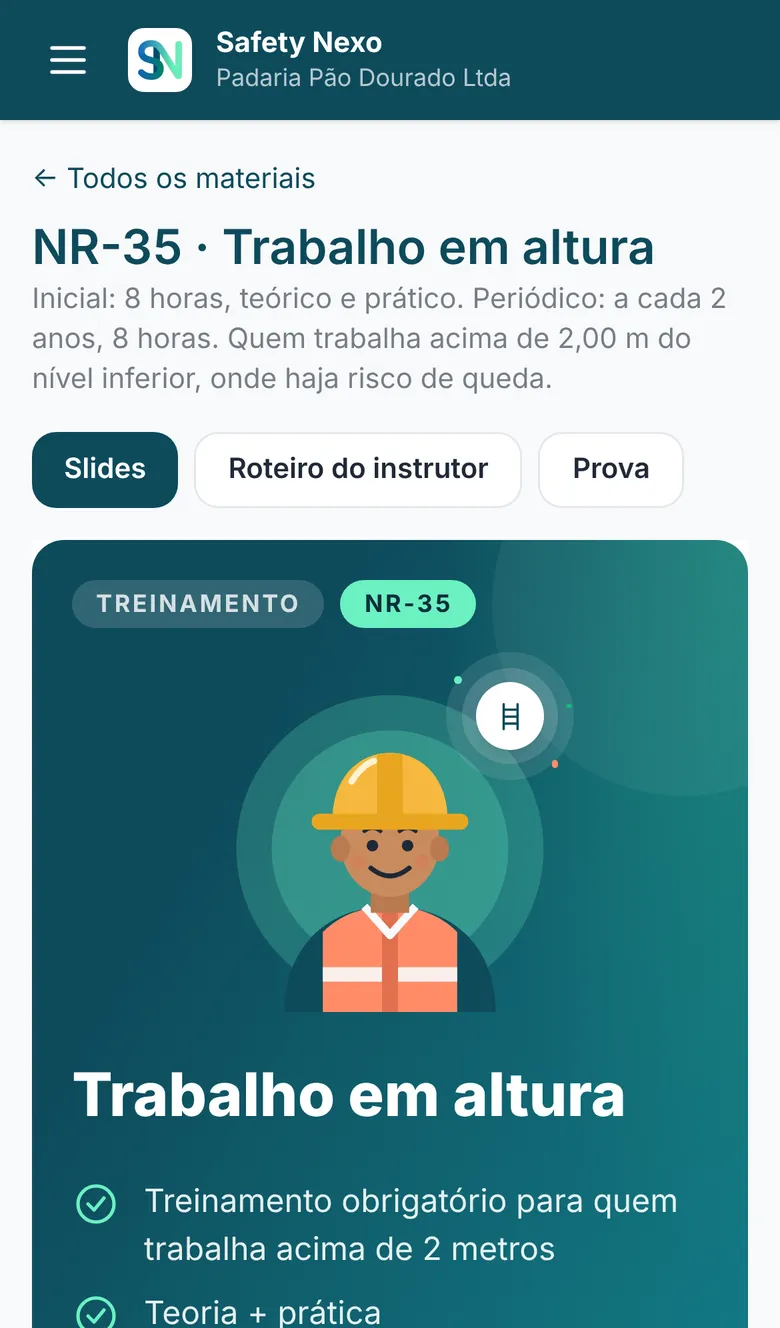 SN
Safety Nexo
Padaria Pão Dourado Ltda
← Todos os materiais
NR-35 · Trabalho em altura
Inicial: 8 horas, teórico e prático. Periódico: a cada 2
anos, 8 horas. Quem trabalha acima de 2,00 m do
nível inferior, onde haja risco de queda.
Slides
Roteiro do instrutor
Prova
TREINAMENTO
NR-35
Trabalho em altura
Treinamento obrigatório para quem
trabalha acima de 2 metros
Teoria + prática